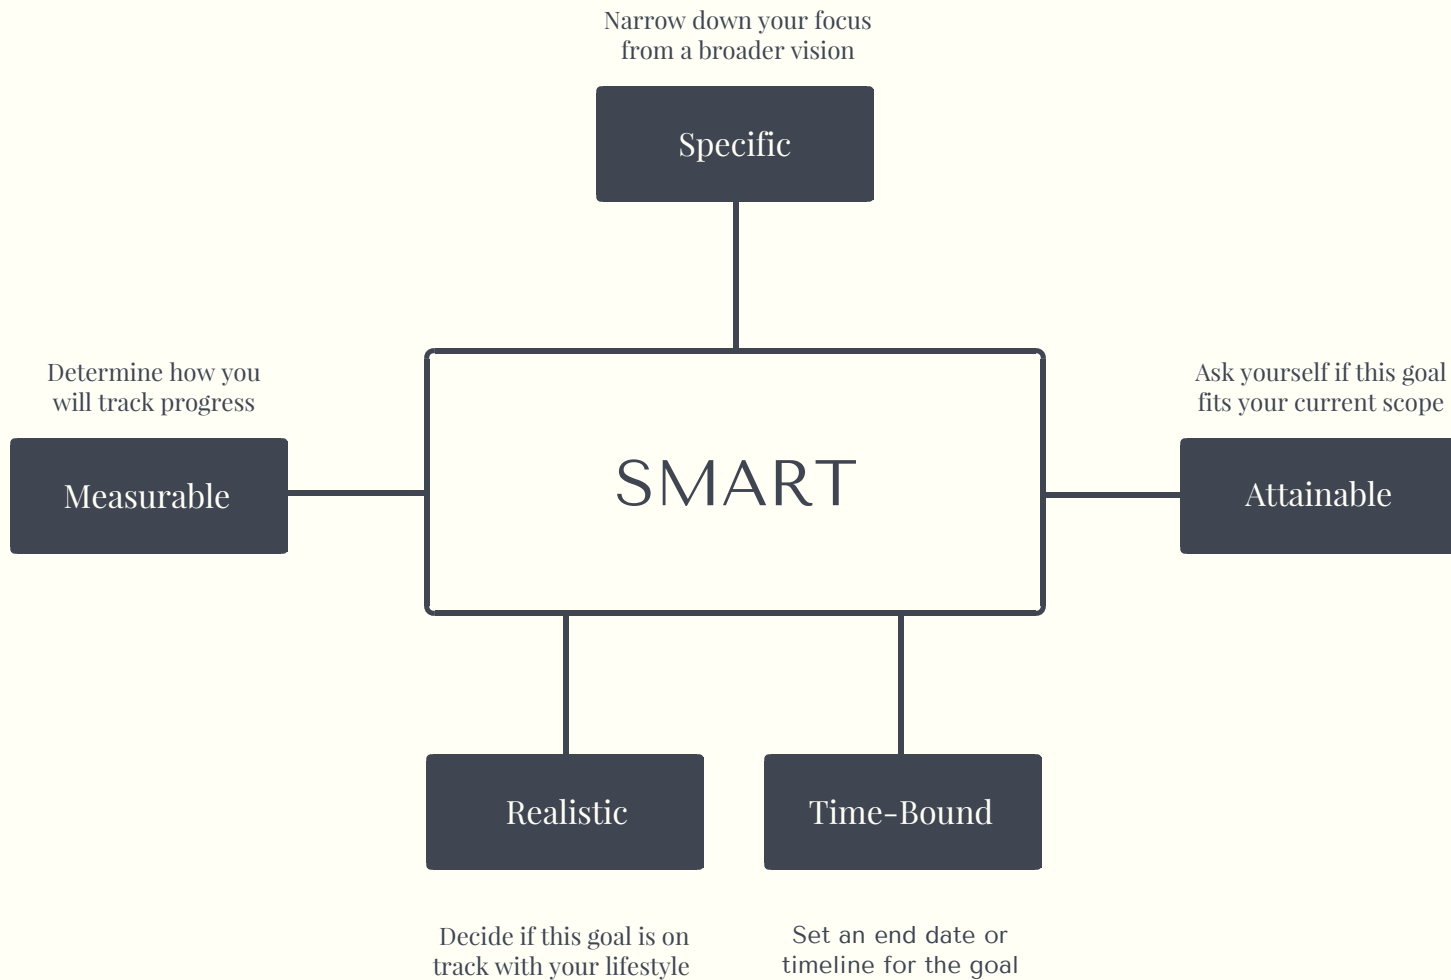 Narrow down your focus
from a broader vision
Specific
Determine how you
will track progress
Measurable
SMART
Ask yourself if this goal
fits your current scope
Attainable
Realistic
Decide if this goal is on
track with your lifestyle
Time-Bound
Set an end date or
timeline for the goal